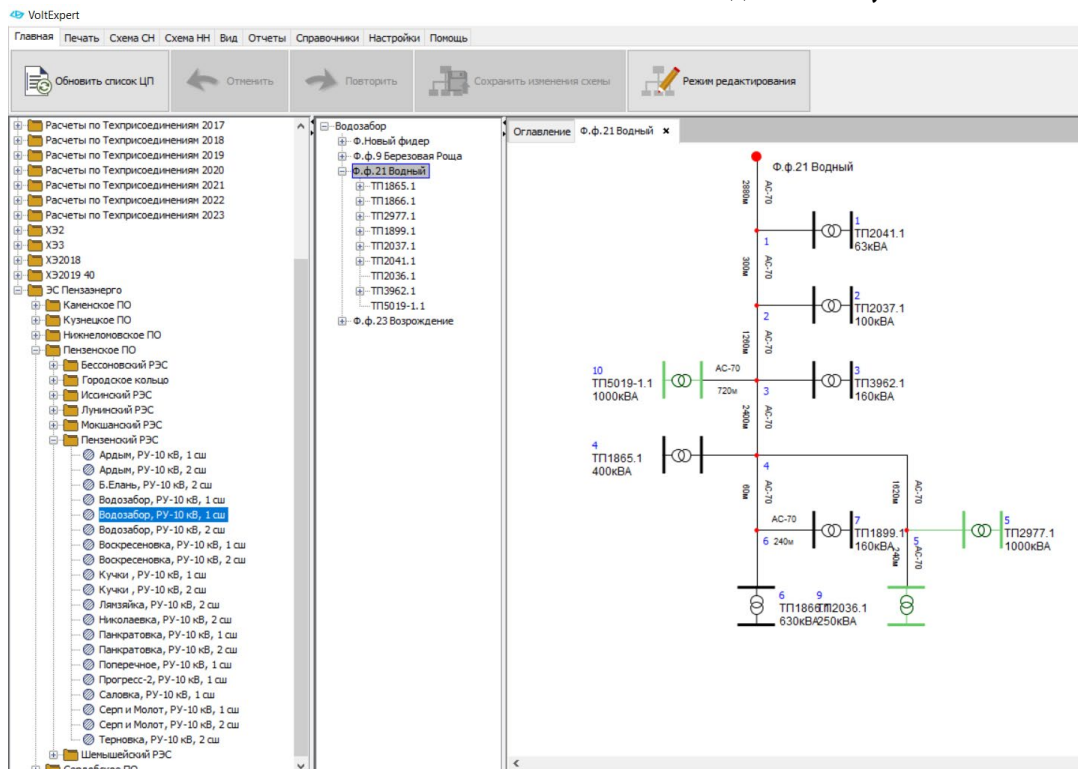 VoltExpert
Главная Печать Схема СН Схема НН Вид Отчеты Справочники Настройки Помощь
Обновить список ЦП
Отменить
Повторить
Сохранить изменения схемы
Режим редактирования
Расчеты по Техприсоединениям 2017
Расчеты по Техприсоединениям 2018
Расчеты по Техприсоединениям 2019
Расчеты по Техприсоединениям 2020
Расчеты по Техприсоединениям 2021
Расчеты по Техприсоединениям 2022
Расчеты по Техприсоединениям 2023
ХЭ2
ХЭ3
ХЭ2018
ХЭ2019 40
ЭС Пензаэнерго
Каменское ПО
Кузнецкое ПО
Нижнеломовское ПО
Пензенское ПО
Бессоновский РЭС
Городское кольцо
Иссинский РЭС
Лунинский РЭС
Мокшанский РЭС
Пензенский РЭС
Ардым, РУ-10 кВ, 1 сш
Ардым, РУ-10 кВ, 2 сш
Б.Елань, РУ-10 кВ, 2 сш
Водозабор, РУ-10 кВ, 1 сш
Водозабор, РУ-10 кВ, 1 сш
Водозабор, РУ-10 кВ, 2 сш
Воскресеновка, РУ-10 кВ, 1 сш
Воскресеновка, РУ-10 кВ, 2 сш
Кучки , РУ-10 кВ, 1 сш
Кучки , РУ-10 кВ, 2 сш
Лямзяйка, РУ-10 кВ, 2 сш
Николаевка, РУ-10 кВ, 2 сш
Панкратовка, РУ-10 кВ, 1 сш
Панкратовка, РУ-10 кВ, 2 сш
Поперечное, РУ-10 кВ, 1 сш
Прогресс-2, РУ-10 кВ, 1 сш
Саловка, РУ-10 кВ, 1 сш
Серп и Молот, РУ-10 кВ, 1 сш
Серп и Молот, РУ-10 кВ, 2 сш
Терновка, РУ-10 кВ, 2 сш
Шемышейский РЭС
Сердобское ПО
Водозабор
Ф.Новый фидер
Ф.ф.9 Березовая Роща
Ф.ф.21 Водный
ТП1865.1
ТП1866.1
ТП2977.1
ТП1899.1
ТП2037.1
ТП2041.1
ТП2036.1
ТП3962.1
ТП5019-1.1
Ф.ф.23 Возрождение
Оглавление Ф.ф.21 Водный ×
Ф.ф.21 Водный
2880м АС-70
1
1
ТП2041.1
63кВА
300м АС-70
2
2
ТП2037.1
100кВА
1260м АС-70
10
ТП5019-1.1
1000кВА
АС-70
720м
3
3
ТП3962.1
160кВА
2400м АС-70
4
ТП1865.1
400кВА
4
60м АС-70
1620м АС-70
АС-70
6 240м
7
ТП1899.1
160кВА
5
240м АС-70
5
ТП2977.1
1000кВА
6
ТП1866.1
630кВА
9
ТП2036.1
250кВА